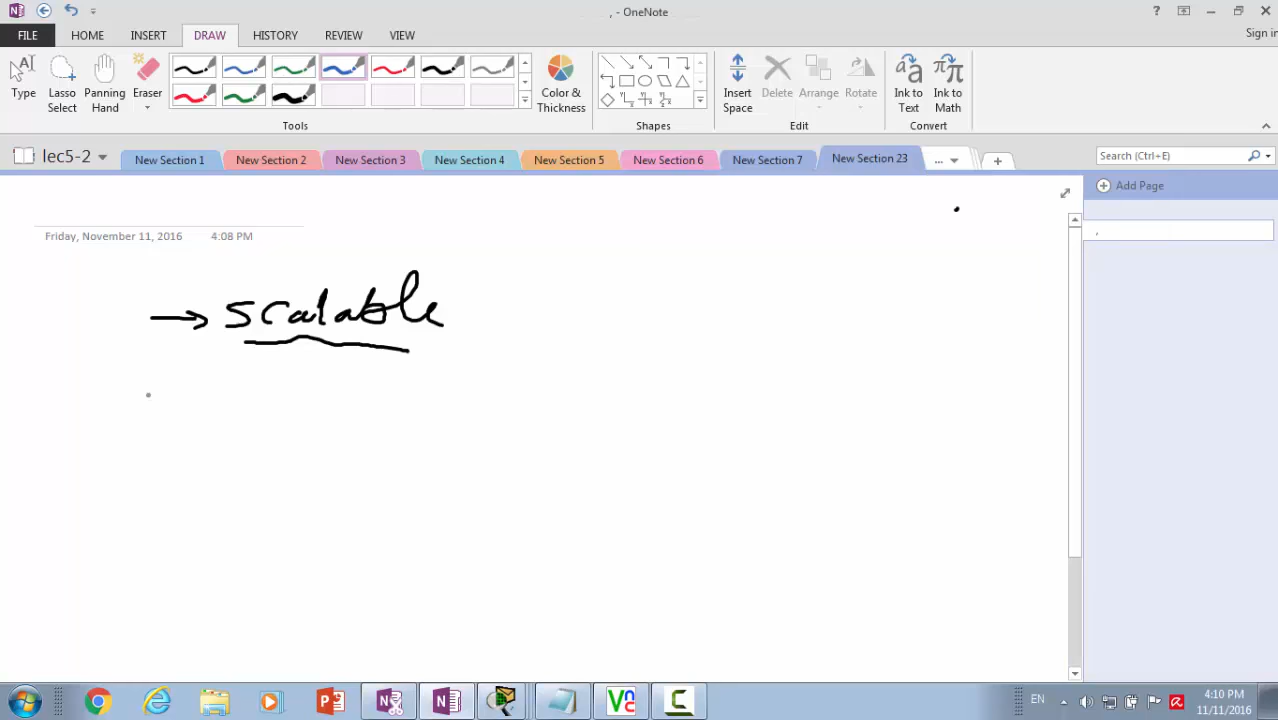 , - OneNote
? 
FILE HOME INSERT DRAW HISTORY REVIEW VIEW Sign in
Type Lasso Select Panning Hand Eraser Color & Thickness Insert Space Delete Arrange Rotate Ink to Text Ink to Math
Tools Shapes Edit Convert
lec5-2 New Section 1 New Section 2 New Section 3 New Section 4 New Section 5 New Section 6 New Section 7 New Section 23 ... + Search (Ctrl+E)
Add Page
,
Friday, November 11, 2016 4:08 PM
→ scalable
EN 4:10 PM
11/11/2016